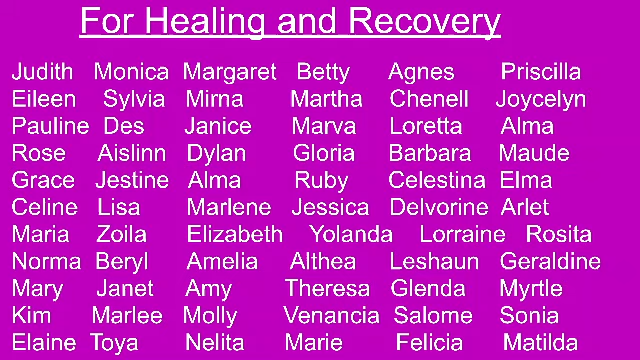 For Healing and Recovery
Judith Monica Margaret Betty Agnes Priscilla
Eileen Sylvia Mirna Martha Chenell Joycelyn
Pauline Des Janice Marva Loretta Alma
Rose Aislinn Dylan Gloria Barbara Maude
Grace Jestine Alma Ruby Celestina Elma
Celine Lisa Marlene Jessica Delvorine Arlet
Maria Zoila Elizabeth Yolanda Lorraine Rosita
Norma Beryl Amelia Althea Leshaun Geraldine
Mary Janet Amy Theresa Glenda Myrtle
Kim Marlee Molly Venancia Salome Sonia
Elaine Toya Nelita Marie Felicia Matilda